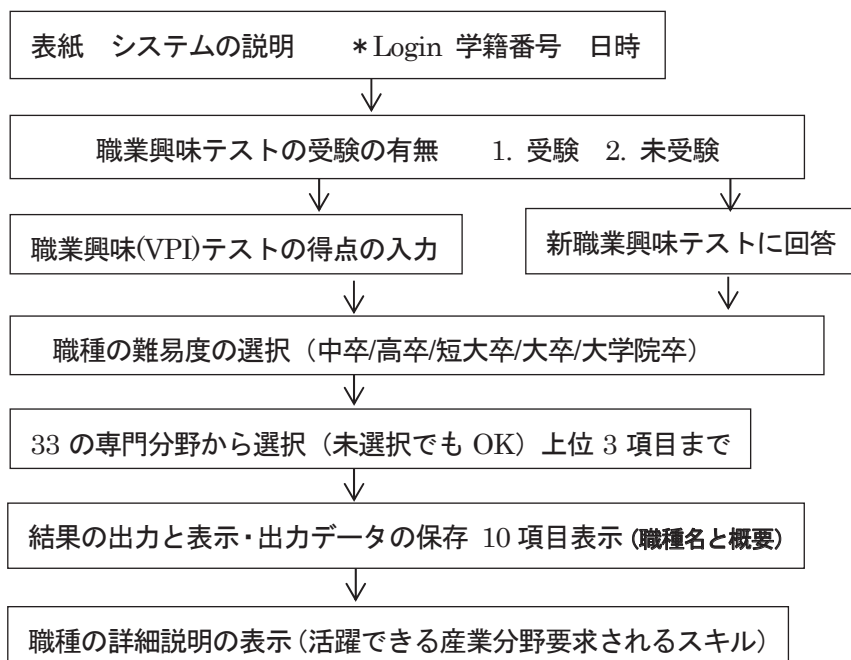 表紙　システムの説明　　＊Login 学籍番号　日時
職業興味テストの受験の有無　　1. 受験　2. 未受験
職業興味(VPI)テストの得点の入力
新職業興味テストに回答
職種の難易度の選択（中卒/高卒/短大卒/大卒/大学院卒）
33 の専門分野から選択（未選択でも OK）上位 3 項目まで
結果の出力と表示・出力データの保存 10 項目表示 (職種名と概要)
職種の詳細説明の表示（活躍できる産業分野要求されるスキル）